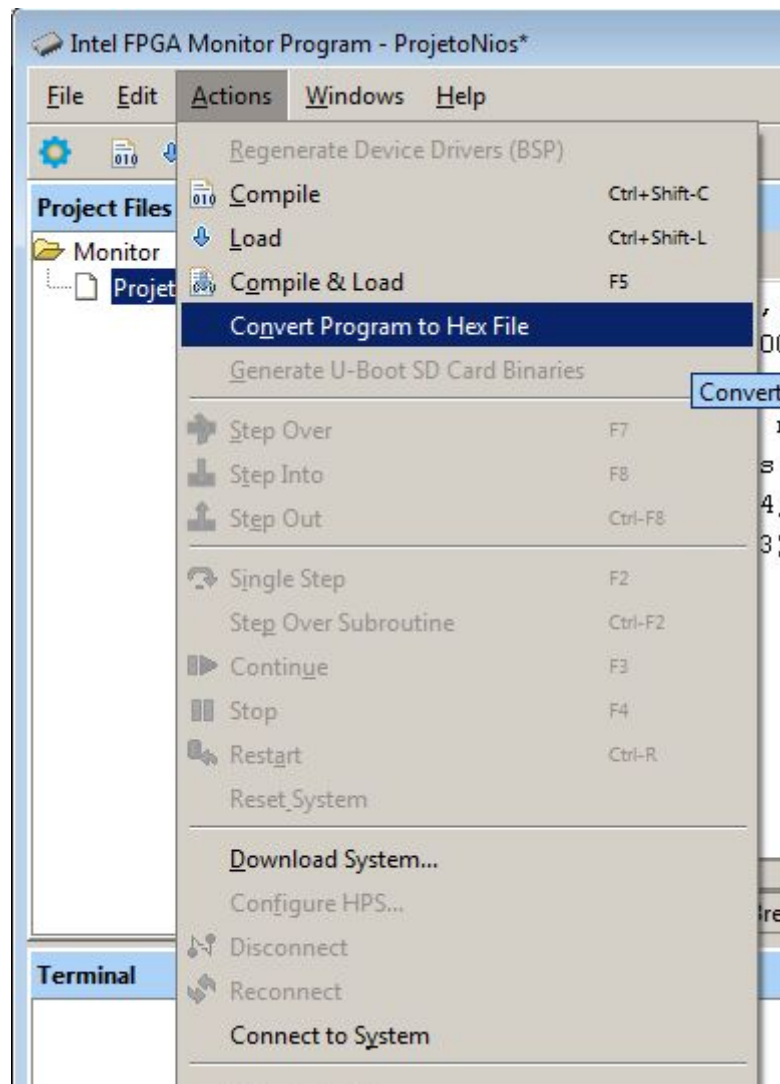 Intel FPGA Monitor Program - ProjetoNios*
File Edit Actions Windows Help
Regenerate Device Drivers (BSP)
Project Files
Compile Ctrl+Shift-C
Monitor
Load Ctrl+Shift-L
Projet
Compile & Load F5
Convert Program to Hex File
Generate U-Boot SD Card Binaries
Convert
Step Over F7
Step Into F8
Step Out Ctrl-F8
Single Step F2
Step Over Subroutine Ctrl-F2
Continue F3
Stop F4
Restart Ctrl-R
Reset System
Download System...
Configure HPS...
Disconnect
Terminal
Reconnect
Connect to System